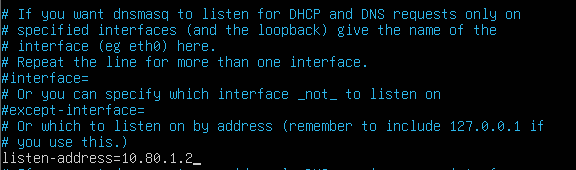 # If you want dnsmasq to listen for DHCP and DNS requests only on
# specified interfaces (and the loopback) give the name of the
# interface (eg eth0) here.
# Repeat the line for more than one interface.
#interface=
# Or you can specify which interface _not_ to listen on
#except-interface=
# Or which to listen on by address (remember to include 127.0.0.1 if
# you use this.)
listen-address=10.80.1.2_